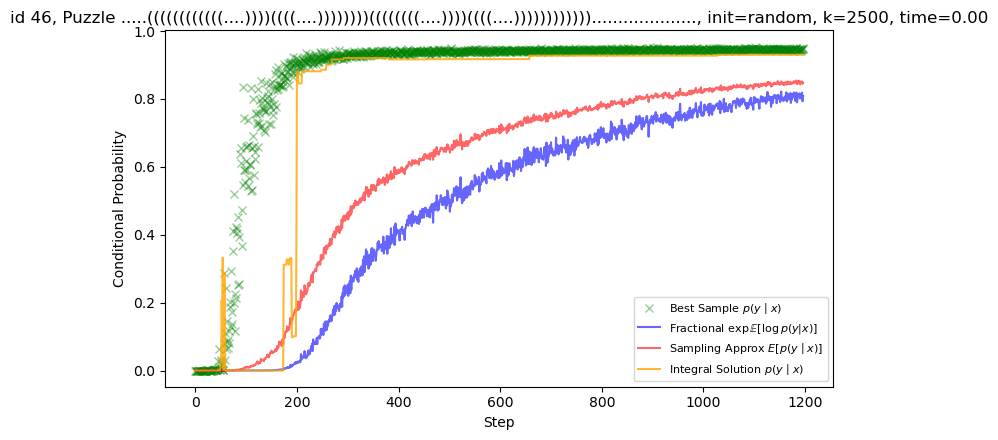 id 46, Puzzle .....((((((((((((....))))((((....))))))))((((((((....))))((((....))))))))))))...................., init=random, k=2500, time=0.00
1.0
0.8
0.6
0.4
0.2
0.0
Conditional Probability
0
200
400
600
800
1000
1200
Step
Best Sample p(y | x)
Fractional exp𝔼[log p(y|x)]
Sampling Approx E[p(y | x)]
Integral Solution p(y | x)